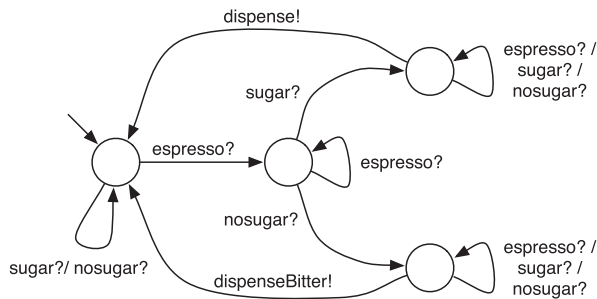 dispense!
espresso? /
sugar? /
nosugar?
sugar?
espresso?
espresso?
nosugar?
sugar?/ nosugar?
dispenseBitter!
espresso? /
sugar? /
nosugar?